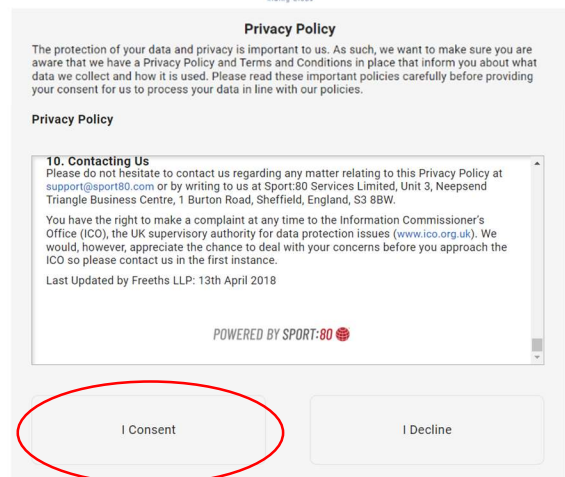 Privacy Policy
The protection of your data and privacy is important to us. As such, we want to make sure you are
aware that we have a Privacy Policy and Terms and Conditions in place that inform you about what
data we collect and how it is used. Please read these important policies carefully before providing
your consent for us to process your data in line with our policies.
Privacy Policy
10. Contacting Us
Please do not hesitate to contact us regarding any matter relating to this Privacy Policy at
support@sport80.com or by writing to us at Sport:80 Services Limited, Unit 3, Neepsend
Triangle Business Centre, 1 Burton Road, Sheffield, England, S3 8BW.
You have the right to make a complaint at any time to the Information Commissioner's
Office (ICO), the UK supervisory authority for data protection issues (www.ico.org.uk). We
would, however, appreciate the chance to deal with your concerns before you approach the
ICO so please contact us in the first instance.
Last Updated by Freeths LLP: 13th April 2018
POWERED BY SPORT:80
I Consent
I Decline